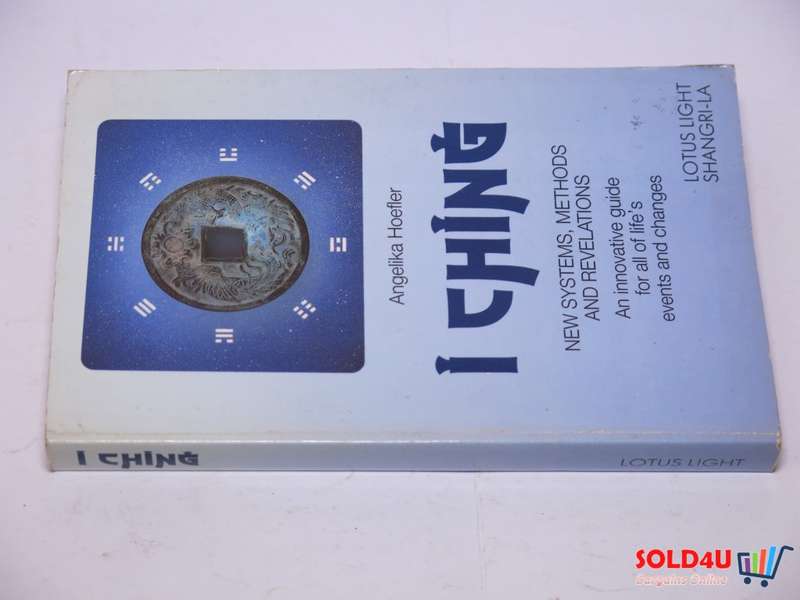 Angelika Hoefler
I CHING
NEW SYSTEMS, METHODS
AND REVELATIONS
An innovative guide
for all of life's
events and changes
LOTUS LIGHT
SHANGRI-LA
I CHING
LOTUS LIGHT
SOLD4U
Bargains Online